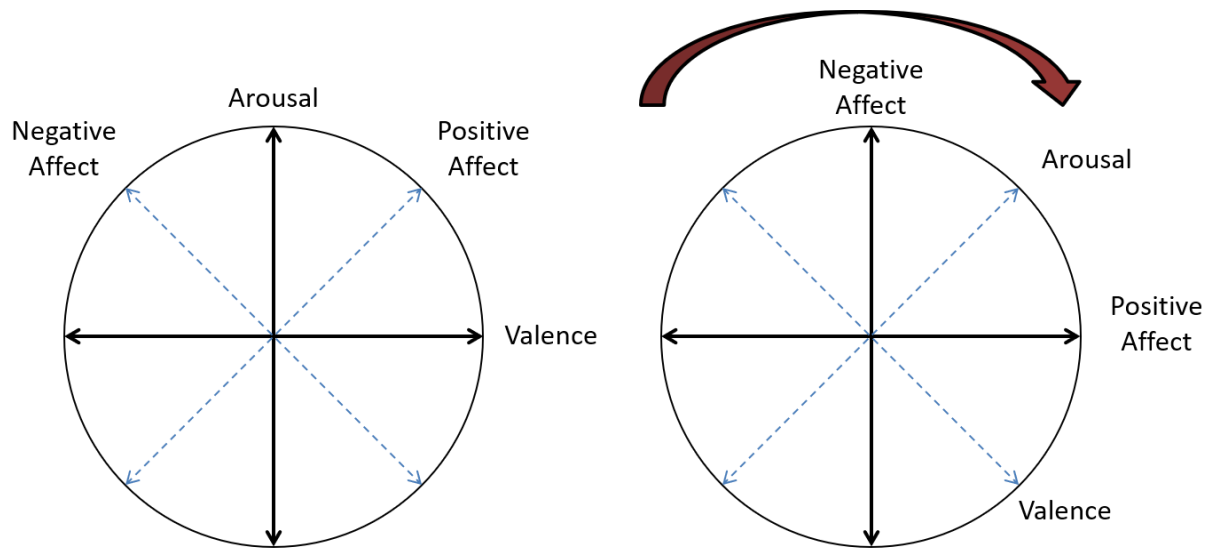 Arousal
Negative
Affect
Positive
Affect
Valence
Negative
Affect
Arousal
Positive
Affect
Valence